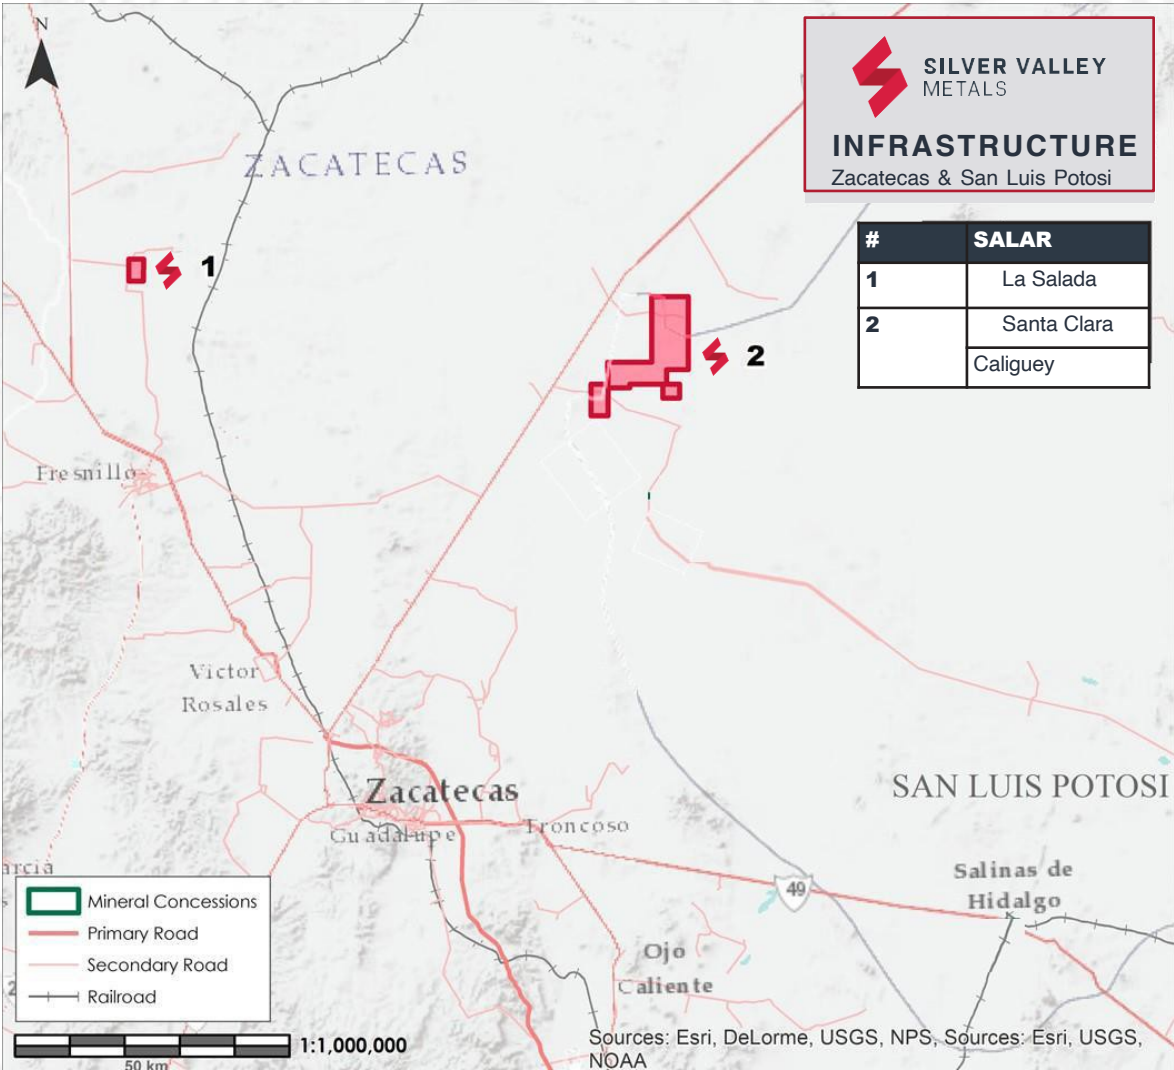 N
SILVER VALLEY
METALS
INFRASTRUCTURE
Zacatecas & San Luis Potosi
ZACATECAS
# SALAR
1 La Salada
2 Santa Clara
Caliguey
1
2
Fresnillo
Victor
Rosales
Zacatecas
Guadalupe
Troncoso
SAN LUIS POTOSI
49
Salinas de
Hidalgo
arcia
Ojo
Caliente
Mineral Concessions
Primary Road
Secondary Road
Railroad
2
1:1,000,000
50 km
Sources: Esri, DeLorme, USGS, NPS, Sources: Esri, USGS,
NOAA